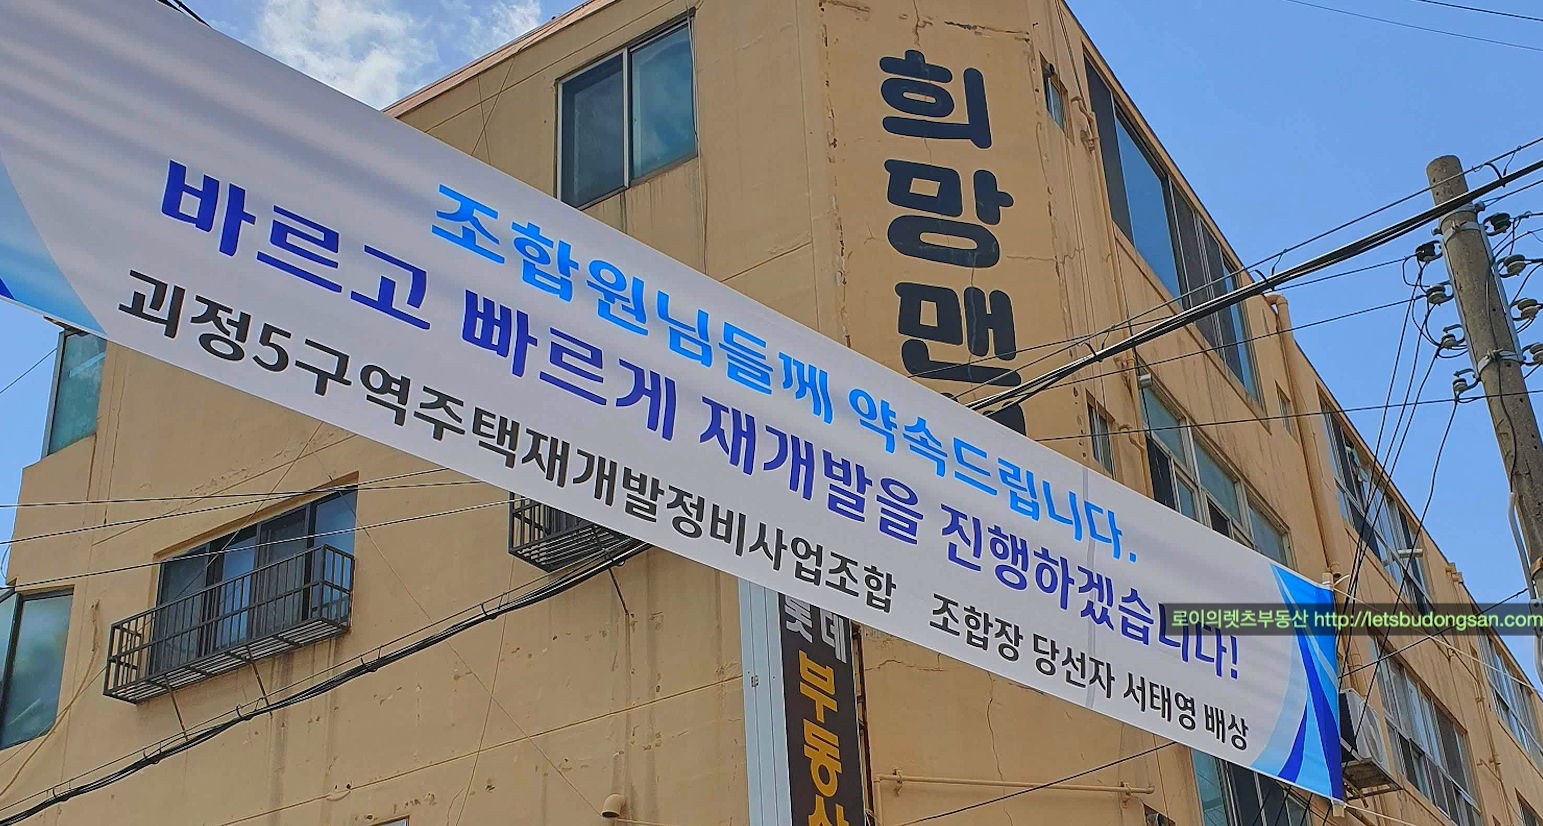 조합원님들께 약속드립니다.
바르고 빠르게 재개발을 진행하겠습니다!
괴정5구역주택재개발정비사업조합 조합장 당선자 서태영 배상
희망맨
롯데
부동산
로이의렛츠부동산 http://letsbudongsan.com